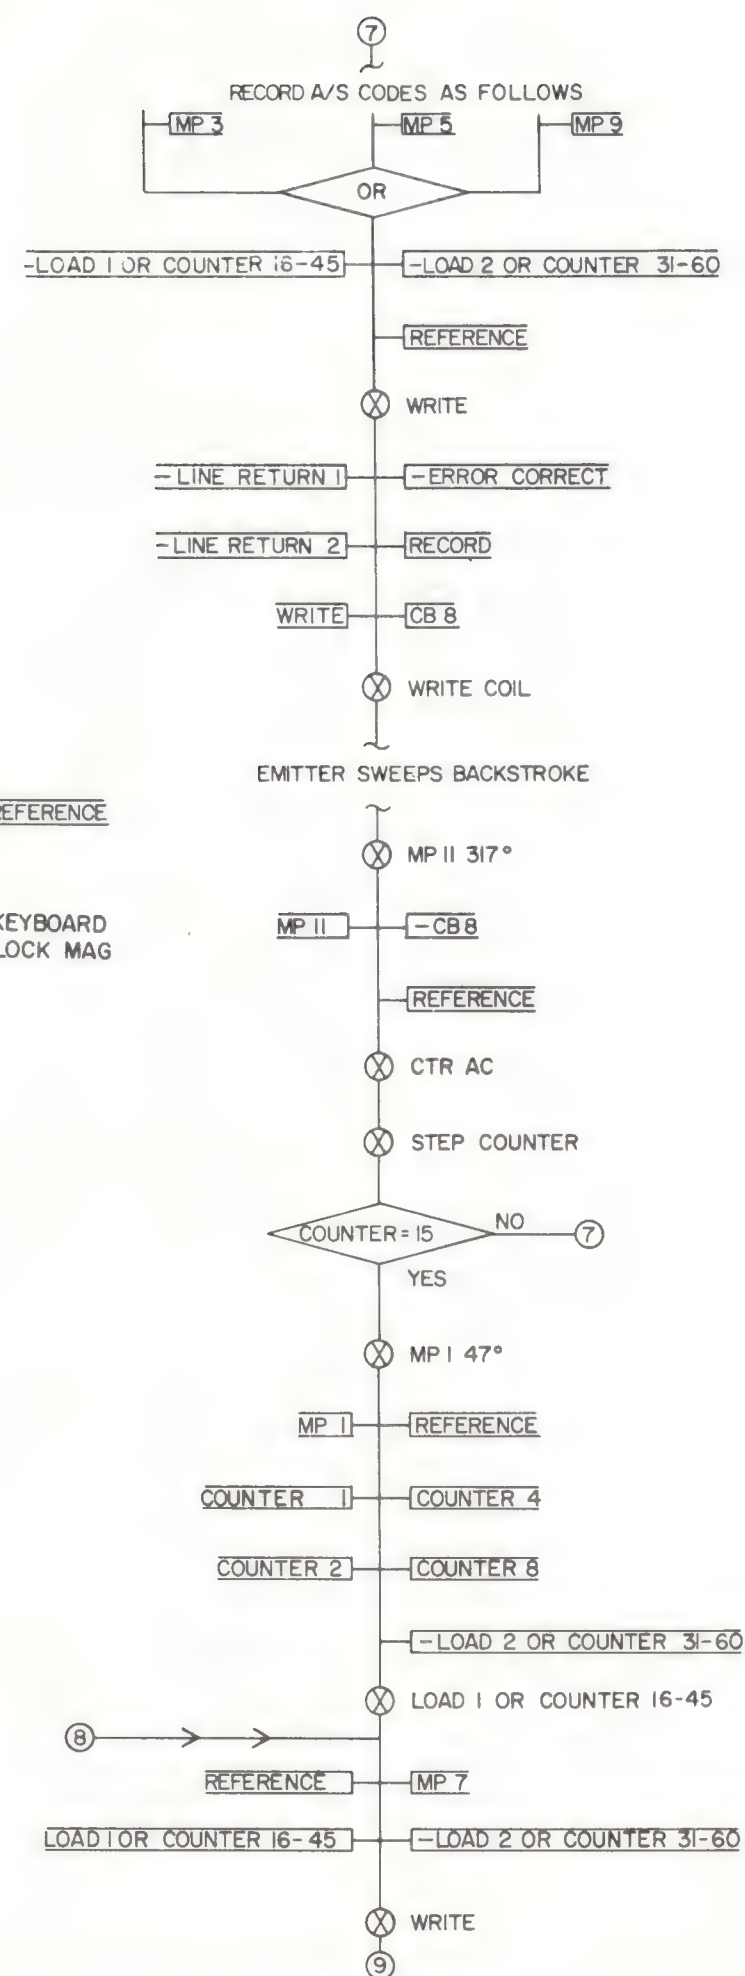 7
RECORD A/S CODES AS FOLLOWS
MP 3 MP 5 MP 9
OR
-LOAD 1 OR COUNTER 16-45 -LOAD 2 OR COUNTER 31-60
REFERENCE
WRITE
-LINE RETURN 1 -ERROR CORRECT
-LINE RETURN 2 RECORD
WRITE CB 8
WRITE COIL
EMITTER SWEEPS BACKSTROKE
REFERENCE
MP 11 317°
KEYBOARD
LOCK MAG
MP 11 -CB 8
REFERENCE
CTR AC
STEP COUNTER
COUNTER = 15 NO 7
YES
MP 1 47°
MP 1 REFERENCE
COUNTER 1 COUNTER 4
COUNTER 2 COUNTER 8
-LOAD 2 OR COUNTER 31-60
LOAD 1 OR COUNTER 16-45
8
REFERENCE MP 7
LOAD 1 OR COUNTER 16-45 -LOAD 2 OR COUNTER 31-60
WRITE
9